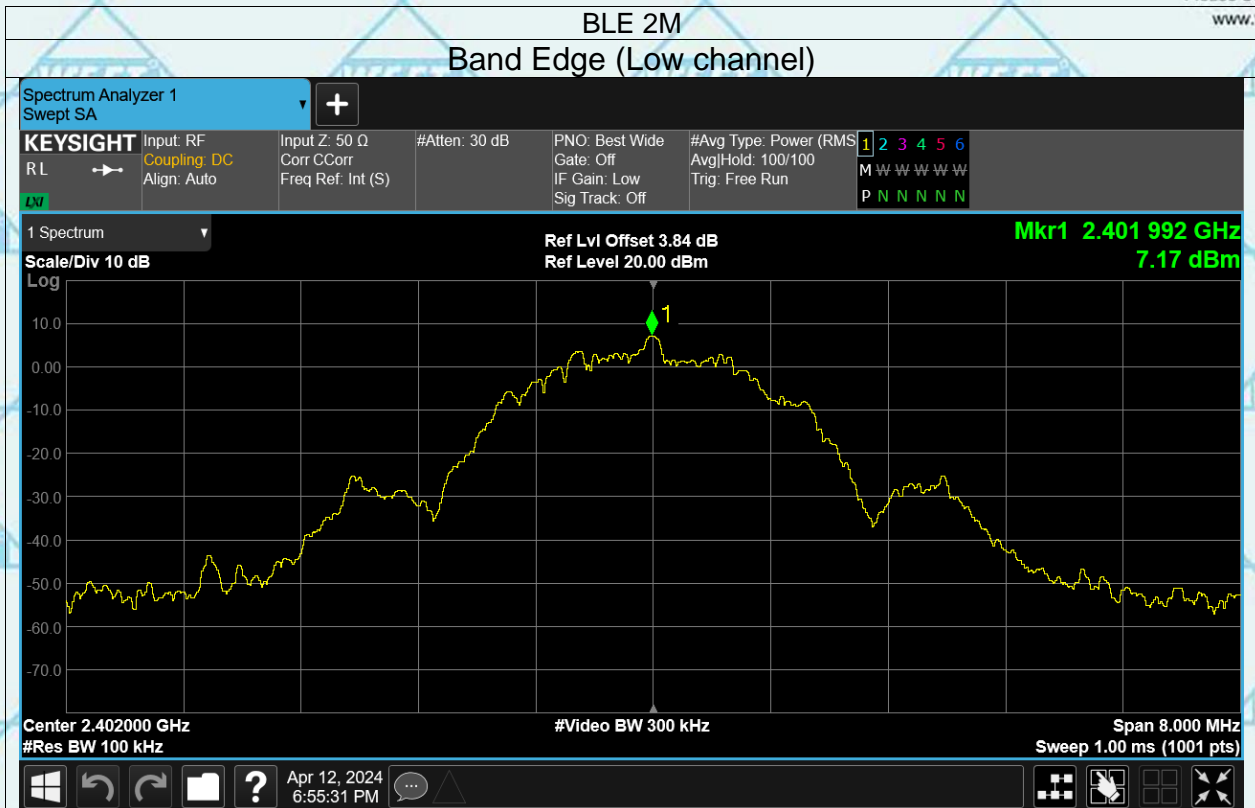 www.
BLE 2M
Band Edge (Low channel)
Spectrum Analyzer 1
Swept SA
+
KEYSIGHT
R L
LXI
Input: RF
Coupling: DC
Align: Auto
Input Z: 50 Ω
Corr CCorr
Freq Ref: Int (S)
#Atten: 30 dB
PNO: Best Wide
Gate: Off
IF Gain: Low
Sig Track: Off
#Avg Type: Power (RMS
Avg|Hold: 100/100
Trig: Free Run
1 2 3 4 5 6
M W W W W W
P N N N N N
1 Spectrum
Scale/Div 10 dB
Log
Ref Lvl Offset 3.84 dB
Ref Level 20.00 dBm
Mkr1 2.401 992 GHz
7.17 dBm
1
10.0
0.00
-10.0
-20.0
-30.0
-40.0
-50.0
-60.0
-70.0
Center 2.402000 GHz
#Res BW 100 kHz
#Video BW 300 kHz
Span 8.000 MHz
Sweep 1.00 ms (1001 pts)
?
Apr 12, 2024
6:55:31 PM